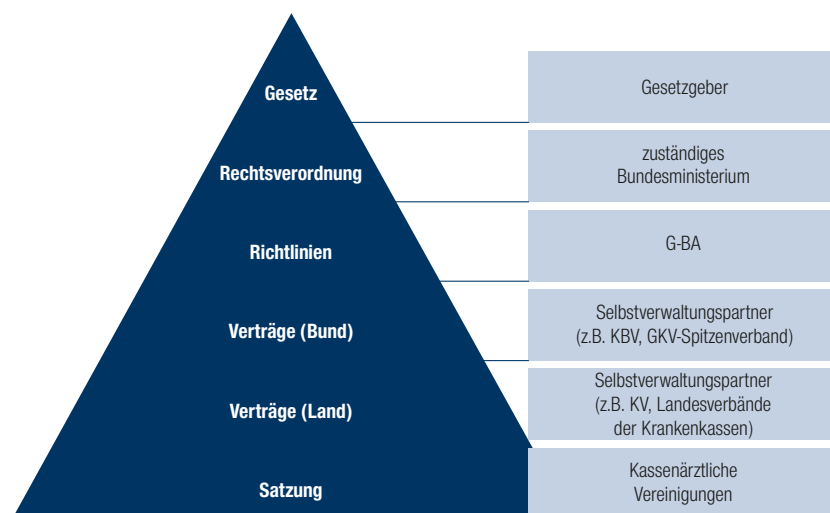 Gesetz
Gesetzgeber
Rechtsverordnung
zuständiges
Bundesministerium
Richtlinien
G-BA
Verträge (Bund)
Selbstverwaltungspartner
(z.B. KBV, GKV-Spitzenverband)
Verträge (Land)
Selbstverwaltungspartner
(z.B. KV, Landesverbände
der Krankenkassen)
Satzung
Kassenärztliche
Vereinigungen